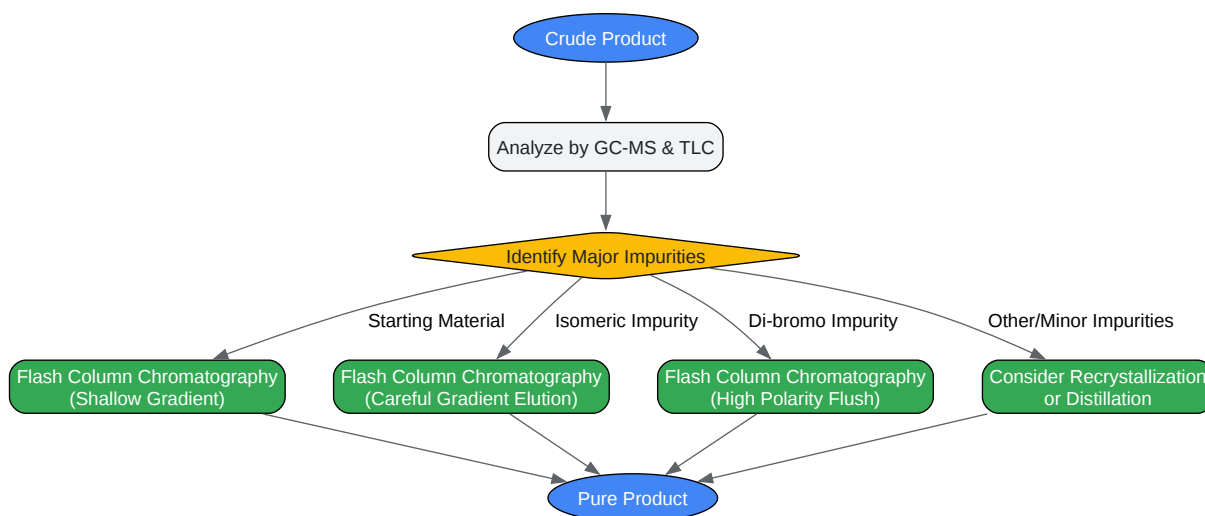 Crude Product
Analyze by GC-MS & TLC
Identify Major Impurities
Starting Material
Isomeric Impurity
Di-bromo Impurity
Other/Minor Impurities
Flash Column Chromatography
(Shallow Gradient)
Flash Column Chromatography
(Careful Gradient Elution)
Flash Column Chromatography
(High Polarity Flush)
Consider Recrystallization
or Distillation
Pure Product